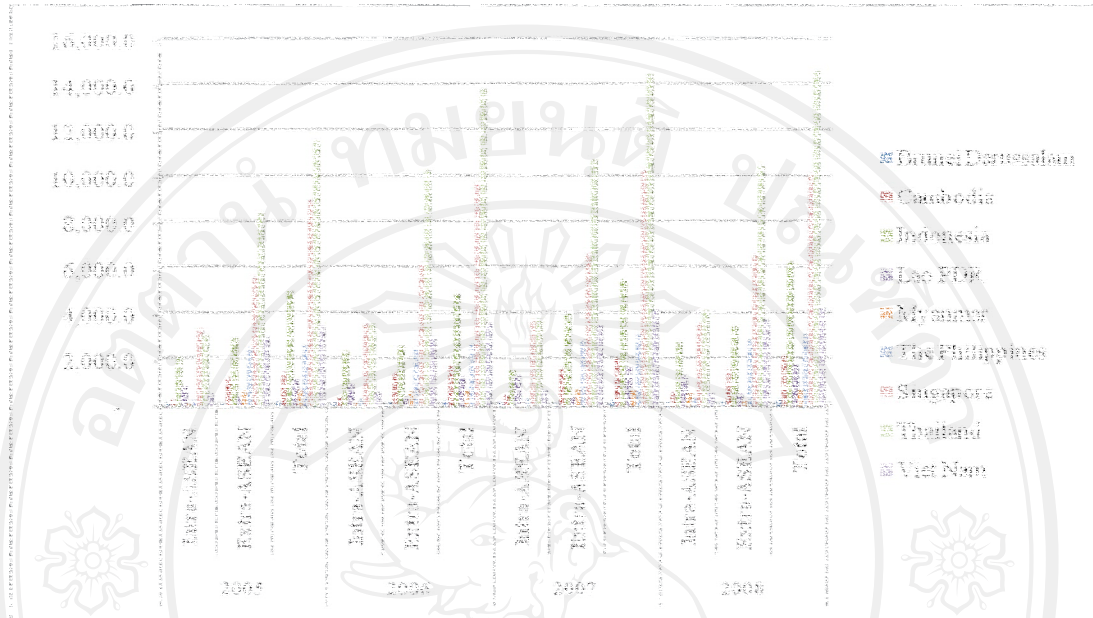 16,000.0
14,000.0
12,000.0
10,000.0
8,000.0
6,000.0
4,000.0
2,000.0
-
Intra-ASEAN
Extra-ASEAN
Total
Intra-ASEAN
Extra-ASEAN
Total
Intra-ASEAN
Extra-ASEAN
Total
Intra-ASEAN
Extra-ASEAN
Total
2005
2006
2007
2008
Brunei Darussalam
Cambodia
Indonesia
Lao PDR
Myanmar
The Philippines
Singapore
Thailand
Viet Nam